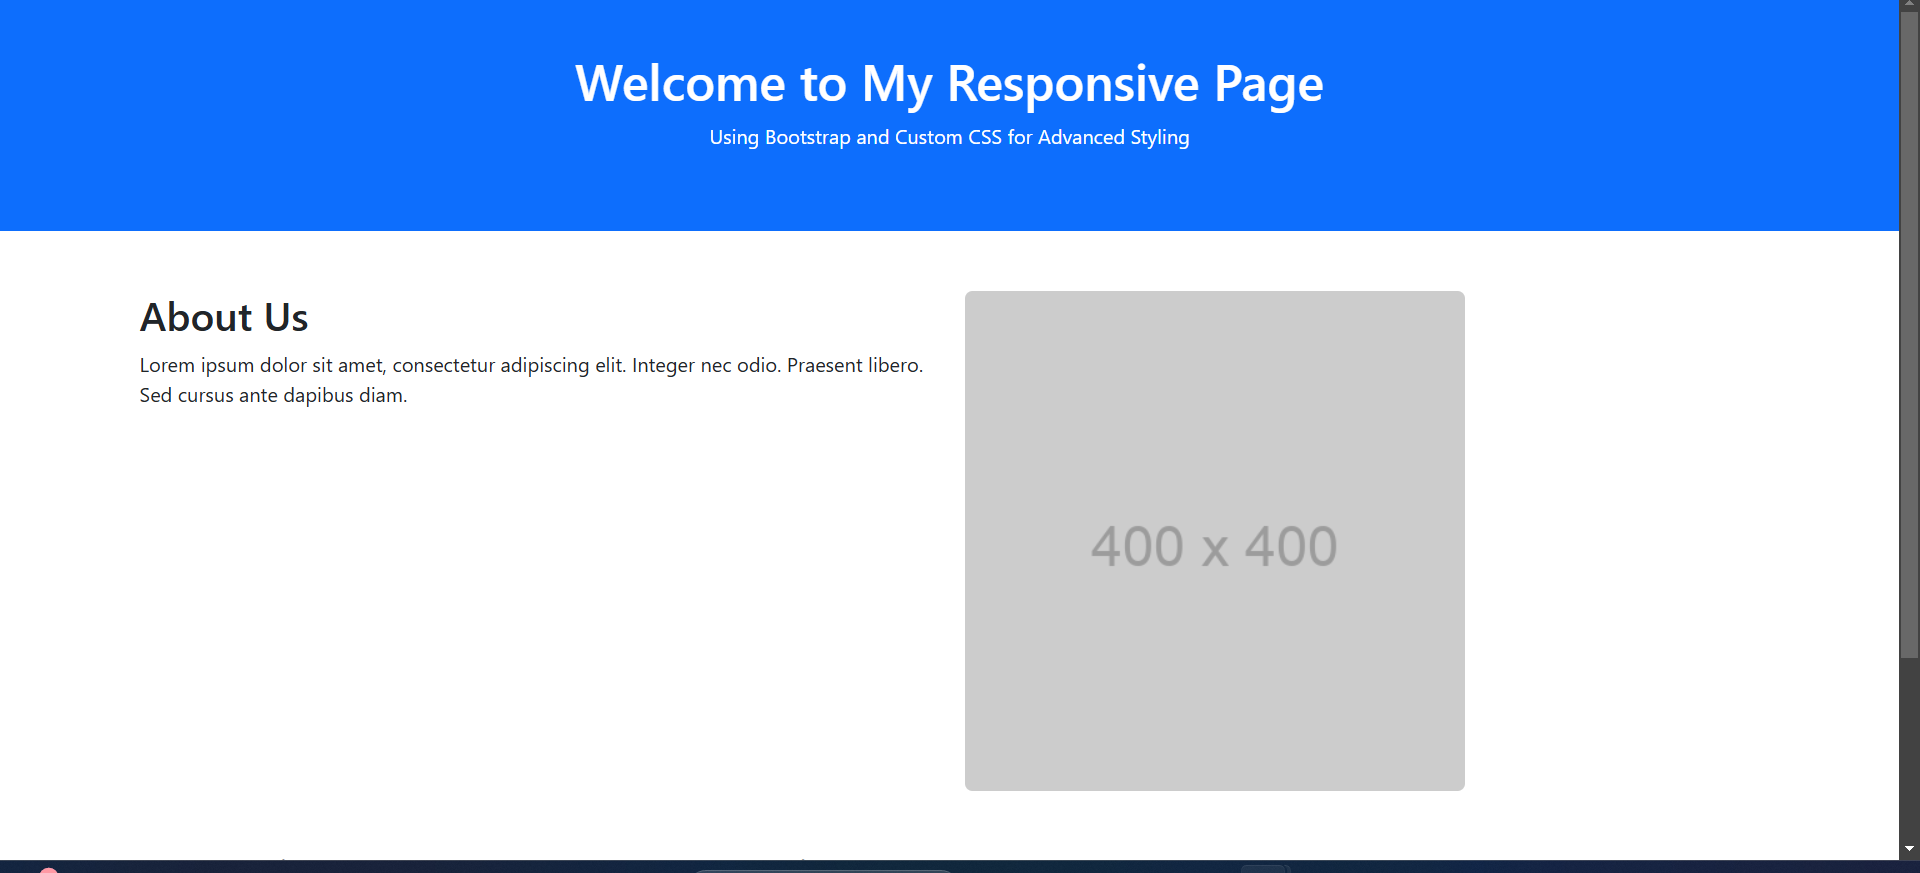 Welcome to My Responsive Page
Using Bootstrap and Custom CSS for Advanced Styling
About Us
Lorem ipsum dolor sit amet, consectetur adipiscing elit. Integer nec odio. Praesent libero.
Sed cursus ante dapibus diam.
400 x 400